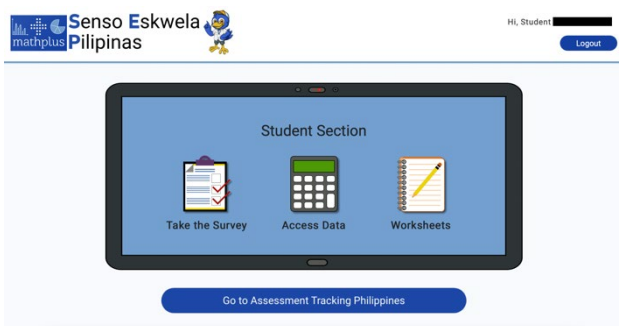 mathplus
Senso Eskwela
Pilipinas
Hi, Student
Logout
Student Section
Take the Survey
Access Data
Worksheets
Go to Assessment Tracking Philippines